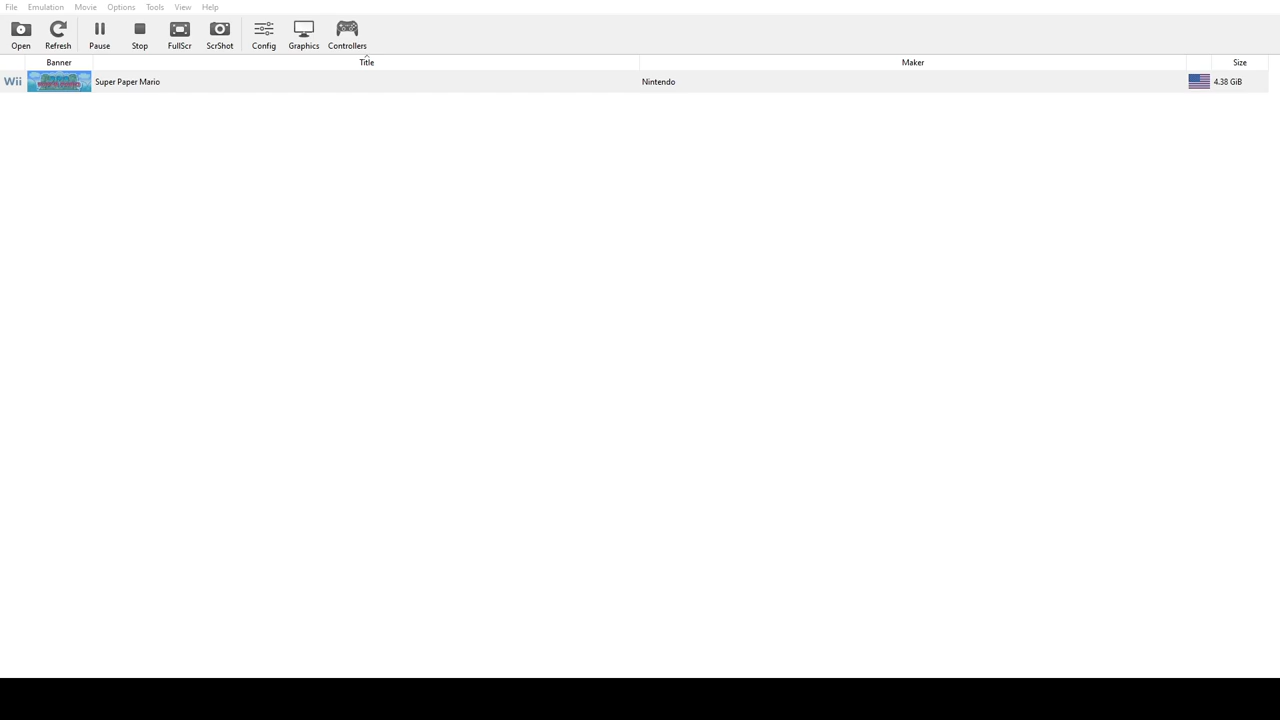 File Emulation Movie Options Tools View Help
Open Refresh Pause Stop FullScr ScrShot Config Graphics Controllers
Banner Title Maker Size
Wii Super Paper Mario Nintendo 4.38 GiB